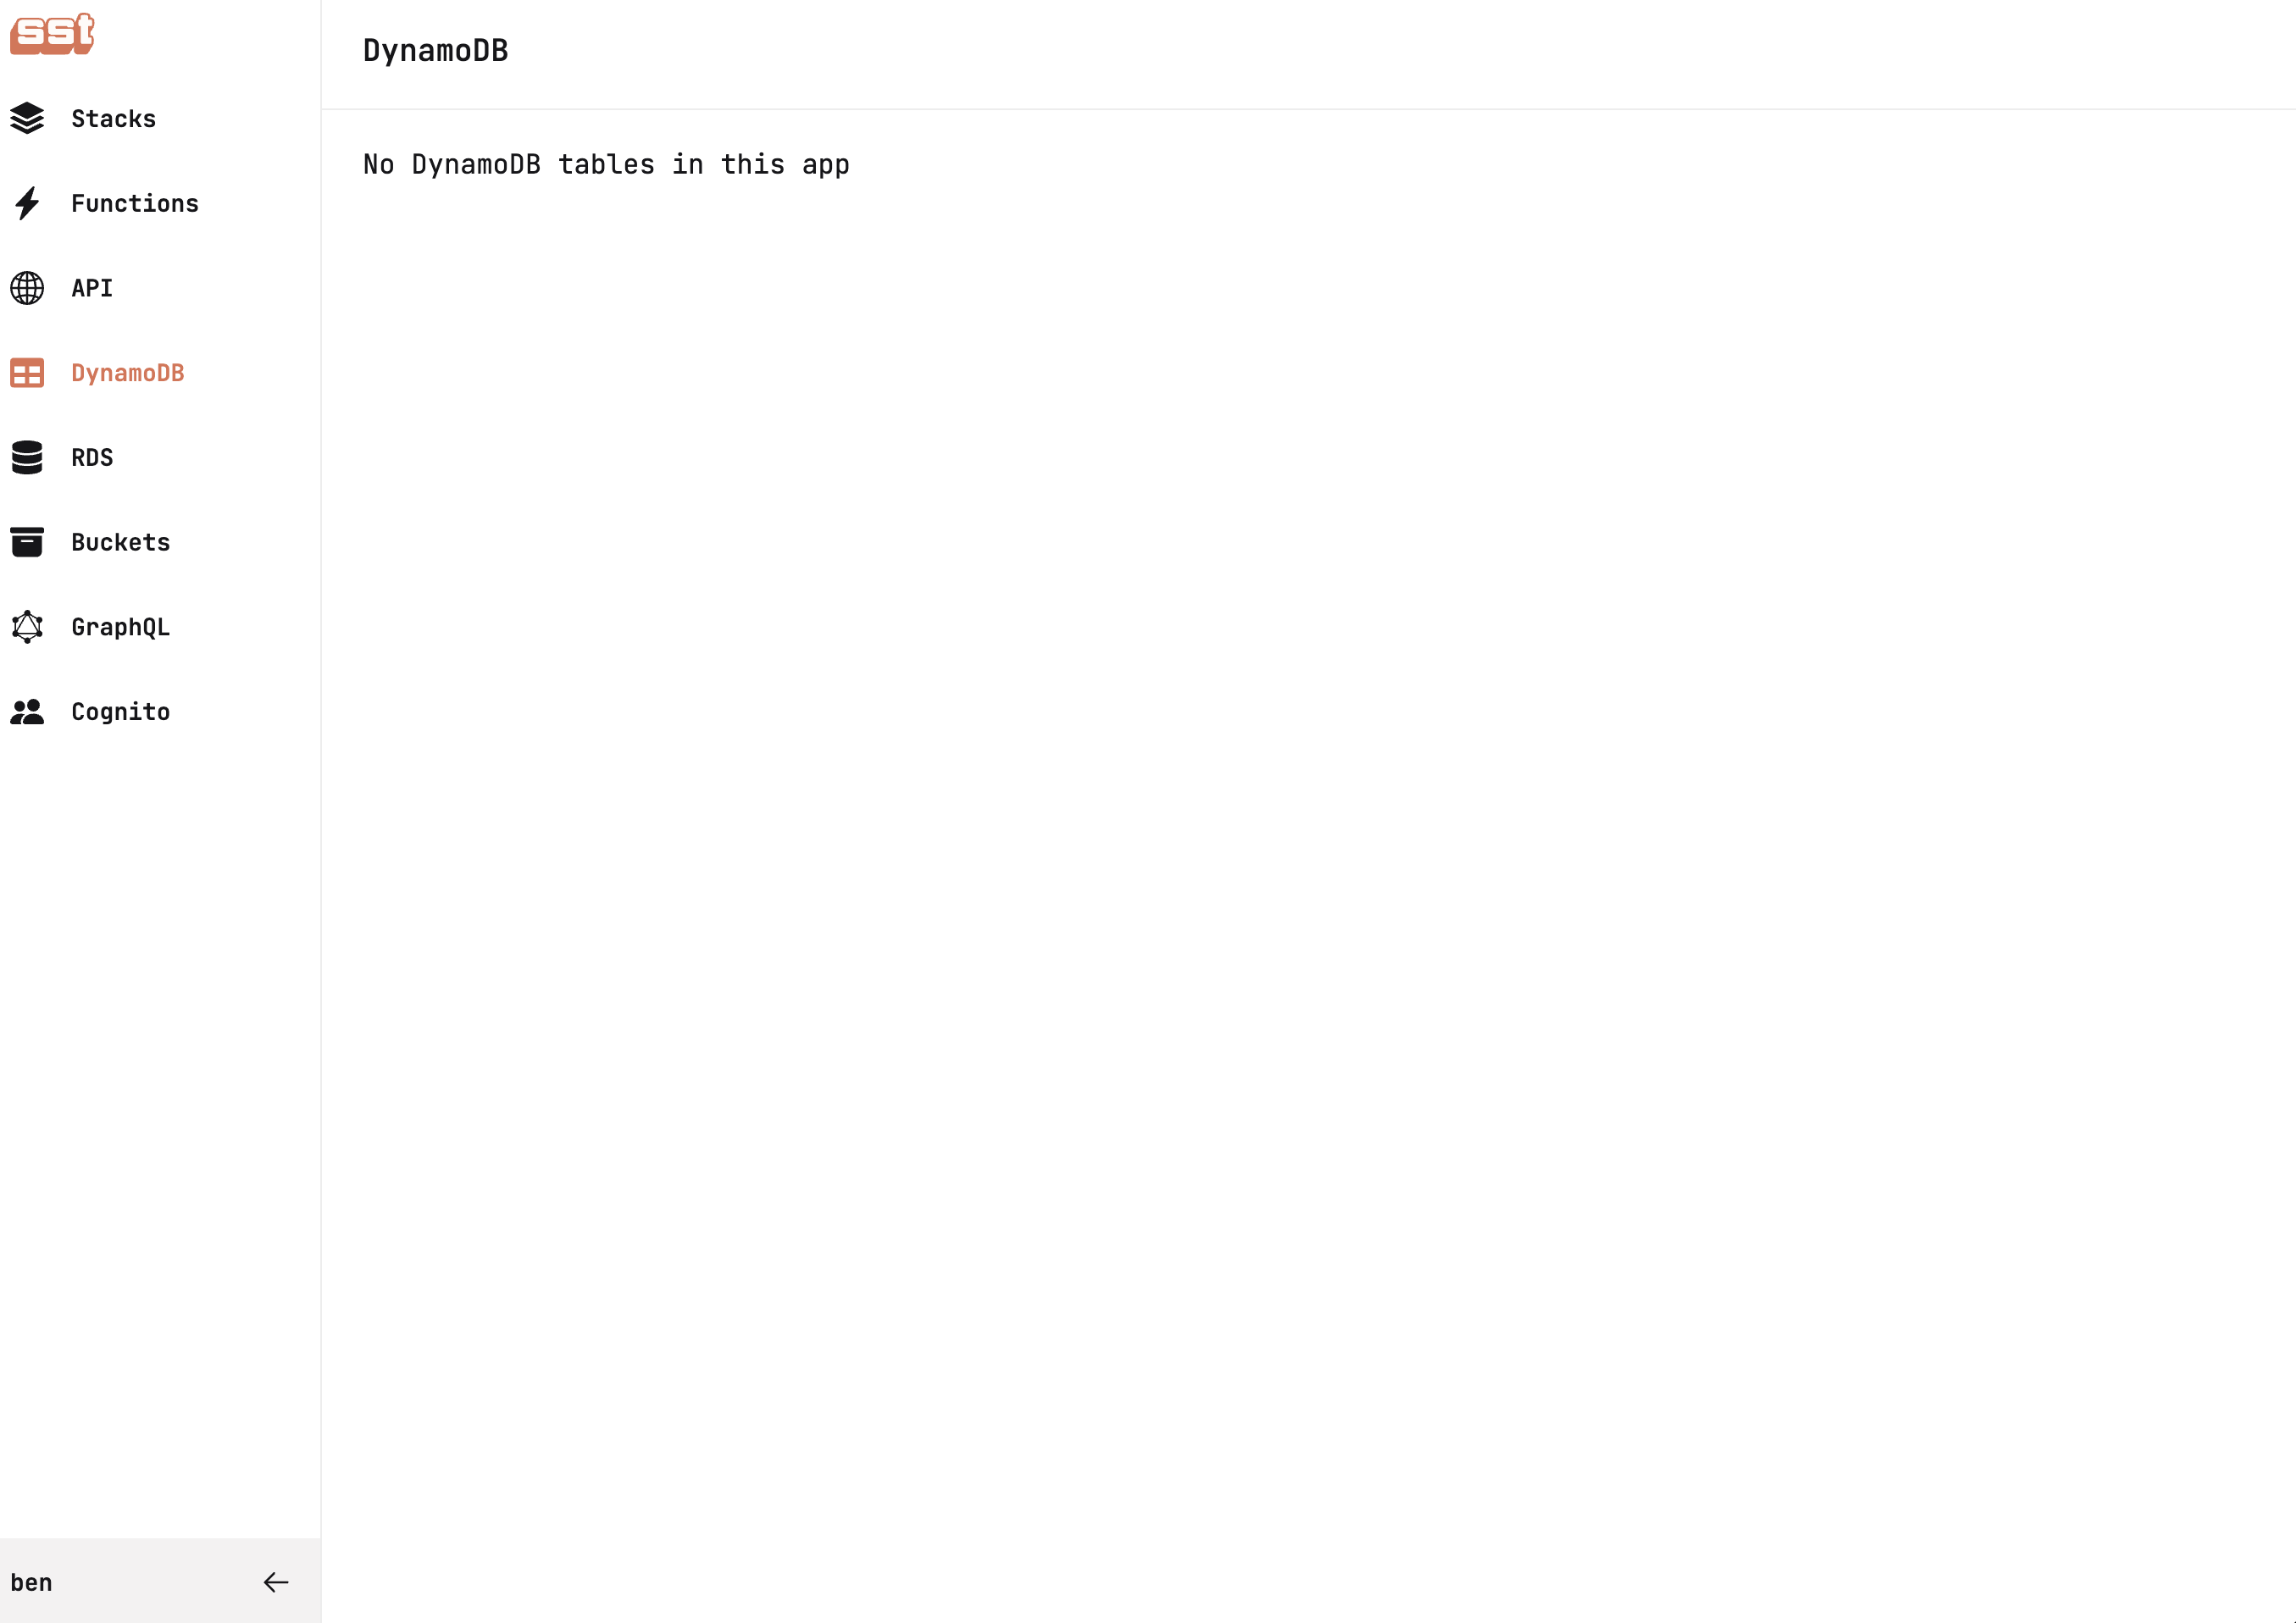 sst
Stacks
Functions
API
DynamoDB
RDS
Buckets
GraphQL
Cognito
ben
DynamoDB
No DynamoDB tables in this app